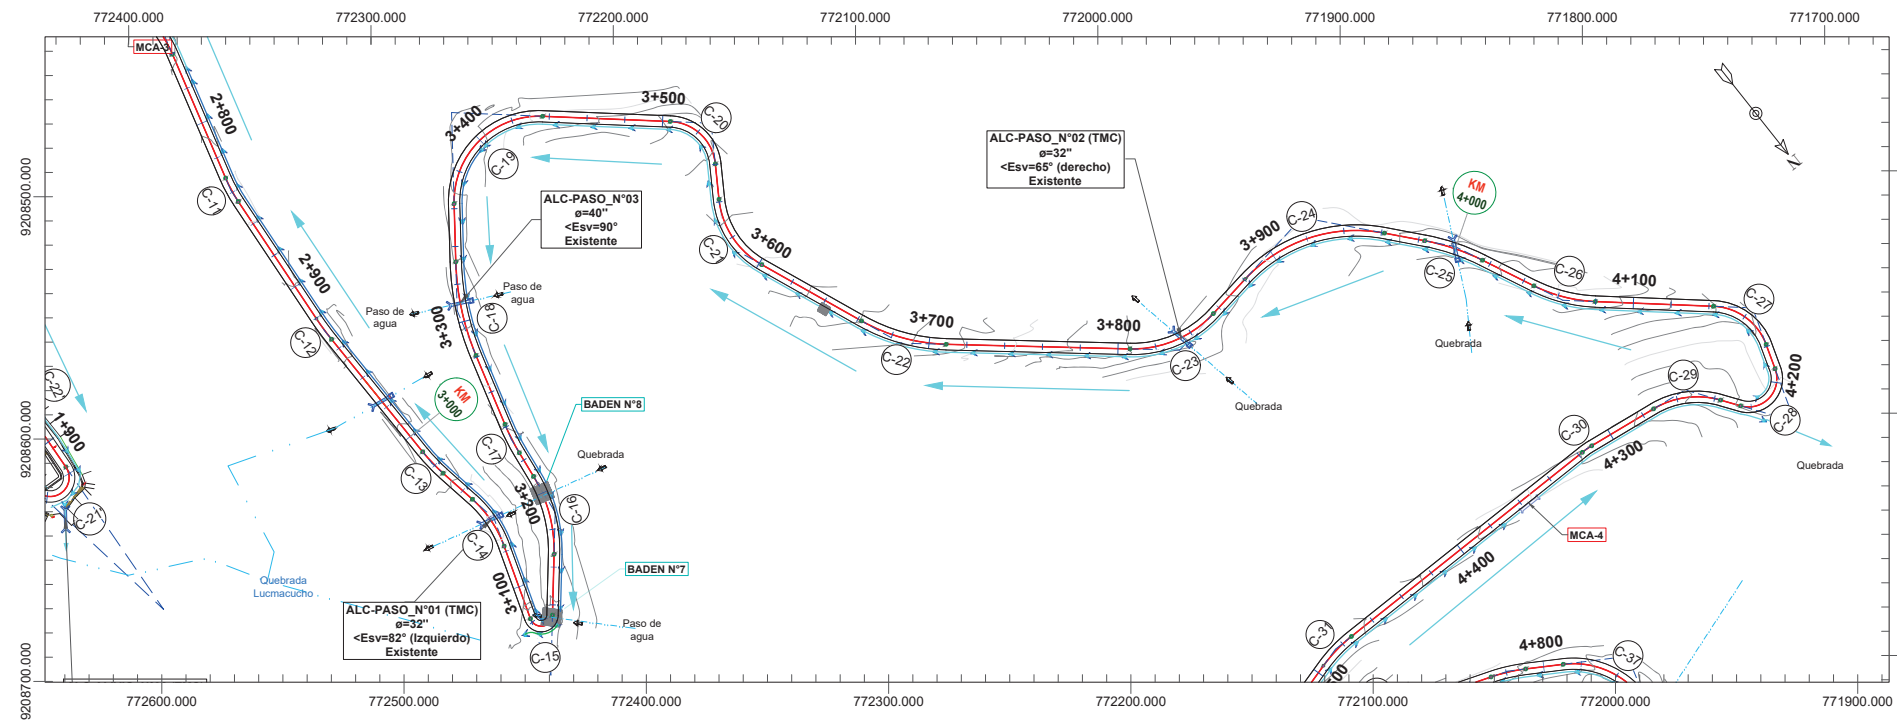 772400.000
772300.000
772200.000
772100.000
772000.000
771900.000
771800.000
771700.000
9208500.000
9208600.000
9208700.000
MCA-3
2+800
C-11
2+900
C-12
KM
3+000
C-13
C-14
3+100
C-15
C-16
3+200
C-17
C-18
3+300
C-19
3+400
3+500
C-20
C-21
3+600
C-22
3+700
3+800
C-23
3+900
C-24
KM
4+000
C-25
C-26
4+100
C-27
4+200
C-28
C-29
C-30
4+300
MCA-4
4+400
C-31
4+800
C-37
00
C-22
1+900
C-21
ALC-PASO_N°03
ø=40"
<Esv=90°
Existente
ALC-PASO_N°02 (TMC)
ø=32"
<Esv=65° (derecho)
Existente
ALC-PASO_N°01 (TMC)
ø=32"
<Esv=82° (Izquierdo)
Existente
Paso de
agua
Paso de
agua
BADEN N°8
Quebrada
BADEN N°7
Paso de
agua
Quebrada
Lucmacucho
Quebrada
Quebrada
Quebrada
N
772600.000
772500.000
772400.000
772300.000
772200.000
772100.000
772000.000
771900.000